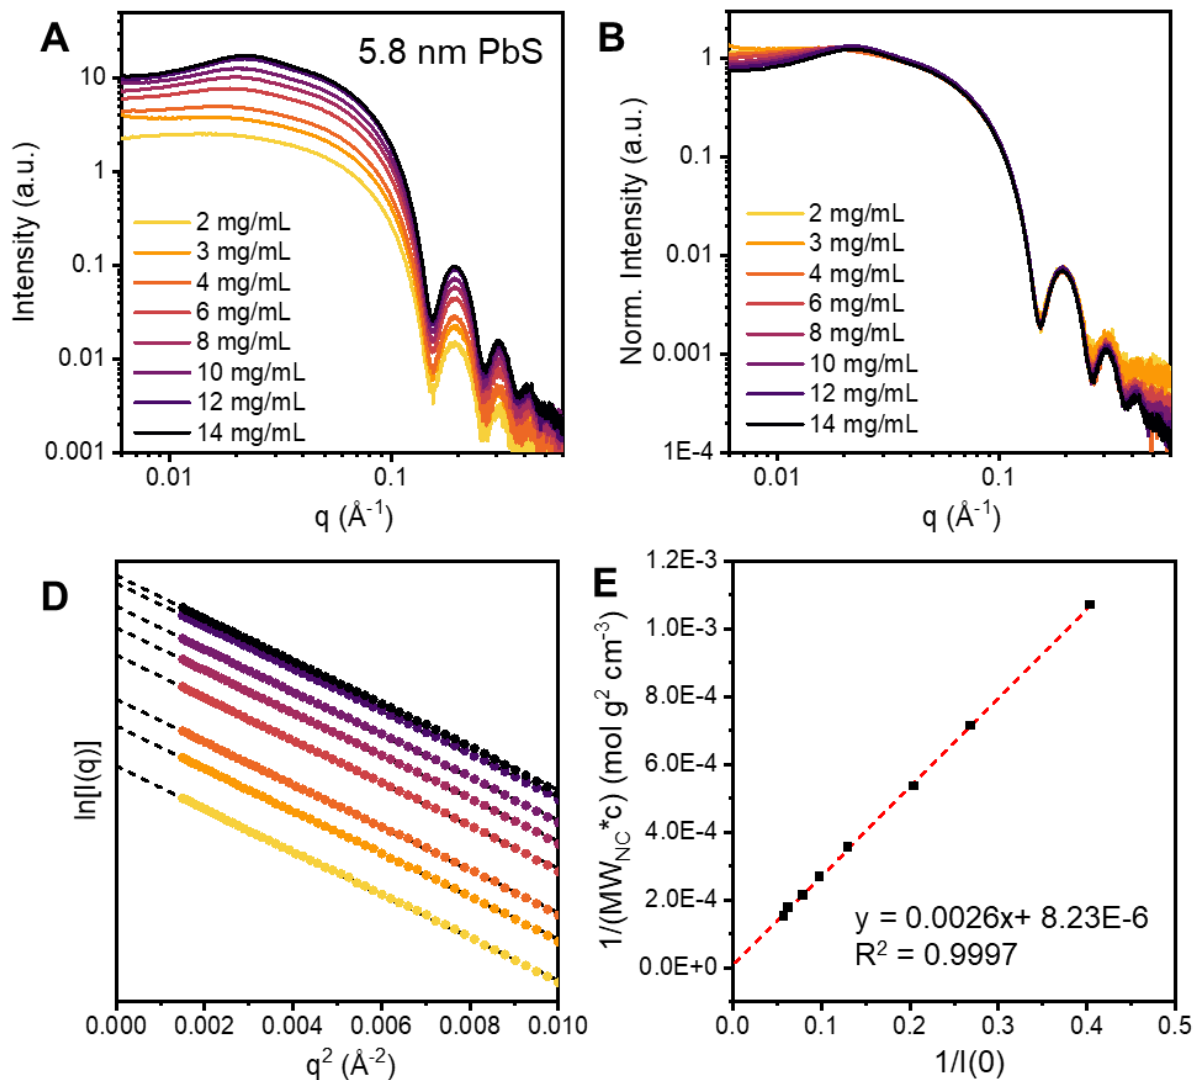 A
5.8 nm PbS
Intensity (a.u.)
10
1
0.1
0.01
0.001
2 mg/mL
3 mg/mL
4 mg/mL
6 mg/mL
8 mg/mL
10 mg/mL
12 mg/mL
14 mg/mL
0.01
0.1
q (Å⁻¹)
B
Norm. Intensity (a.u.)
1
0.1
0.01
0.001
1E-4
2 mg/mL
3 mg/mL
4 mg/mL
6 mg/mL
8 mg/mL
10 mg/mL
12 mg/mL
14 mg/mL
0.01
0.1
q (Å⁻¹)
D
ln[I(q)]
0.000
0.002
0.004
0.006
0.008
0.010
q² (Å⁻²)
E
1/(MW_NC*c) (mol g² cm⁻³)
1.2E-3
1.0E-3
8.0E-4
6.0E-4
4.0E-4
2.0E-4
0.0E+0
y = 0.0026x+ 8.23E-6
R² = 0.9997
0.0
0.1
0.2
0.3
0.4
0.5
1/I(0)